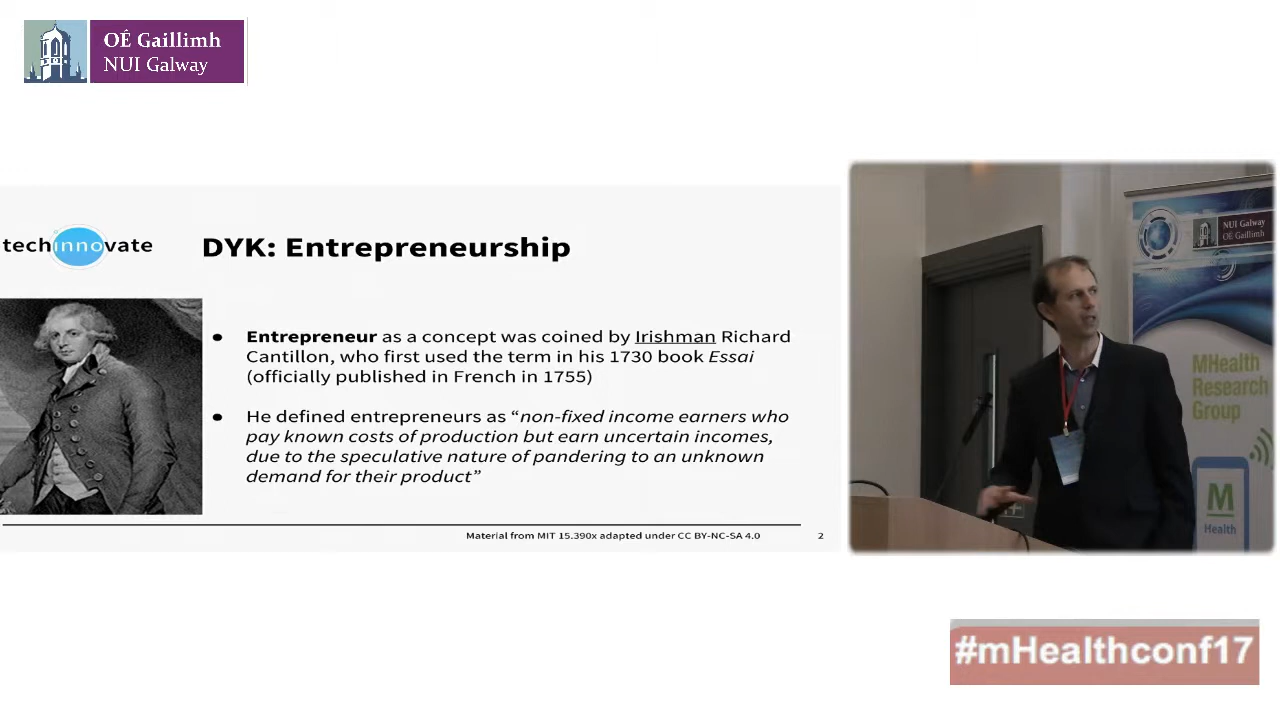 OÉ Gaillimh
NUI Galway
techinnovate
DYK: Entrepreneurship
● Entrepreneur as a concept was coined by Irishman Richard
Cantillon, who first used the term in his 1730 book Essai
(officially published in French in 1755)
● He defined entrepreneurs as “non-fixed income earners who
pay known costs of production but earn uncertain incomes,
due to the speculative nature of pandering to an unknown
demand for their product”
Material from MIT 15.390x adapted under CC BY-NC-SA 4.0
2
NUI Galway
OÉ Gaillimh
MHealth
Research
Group
M
Health
#mHealthconf17